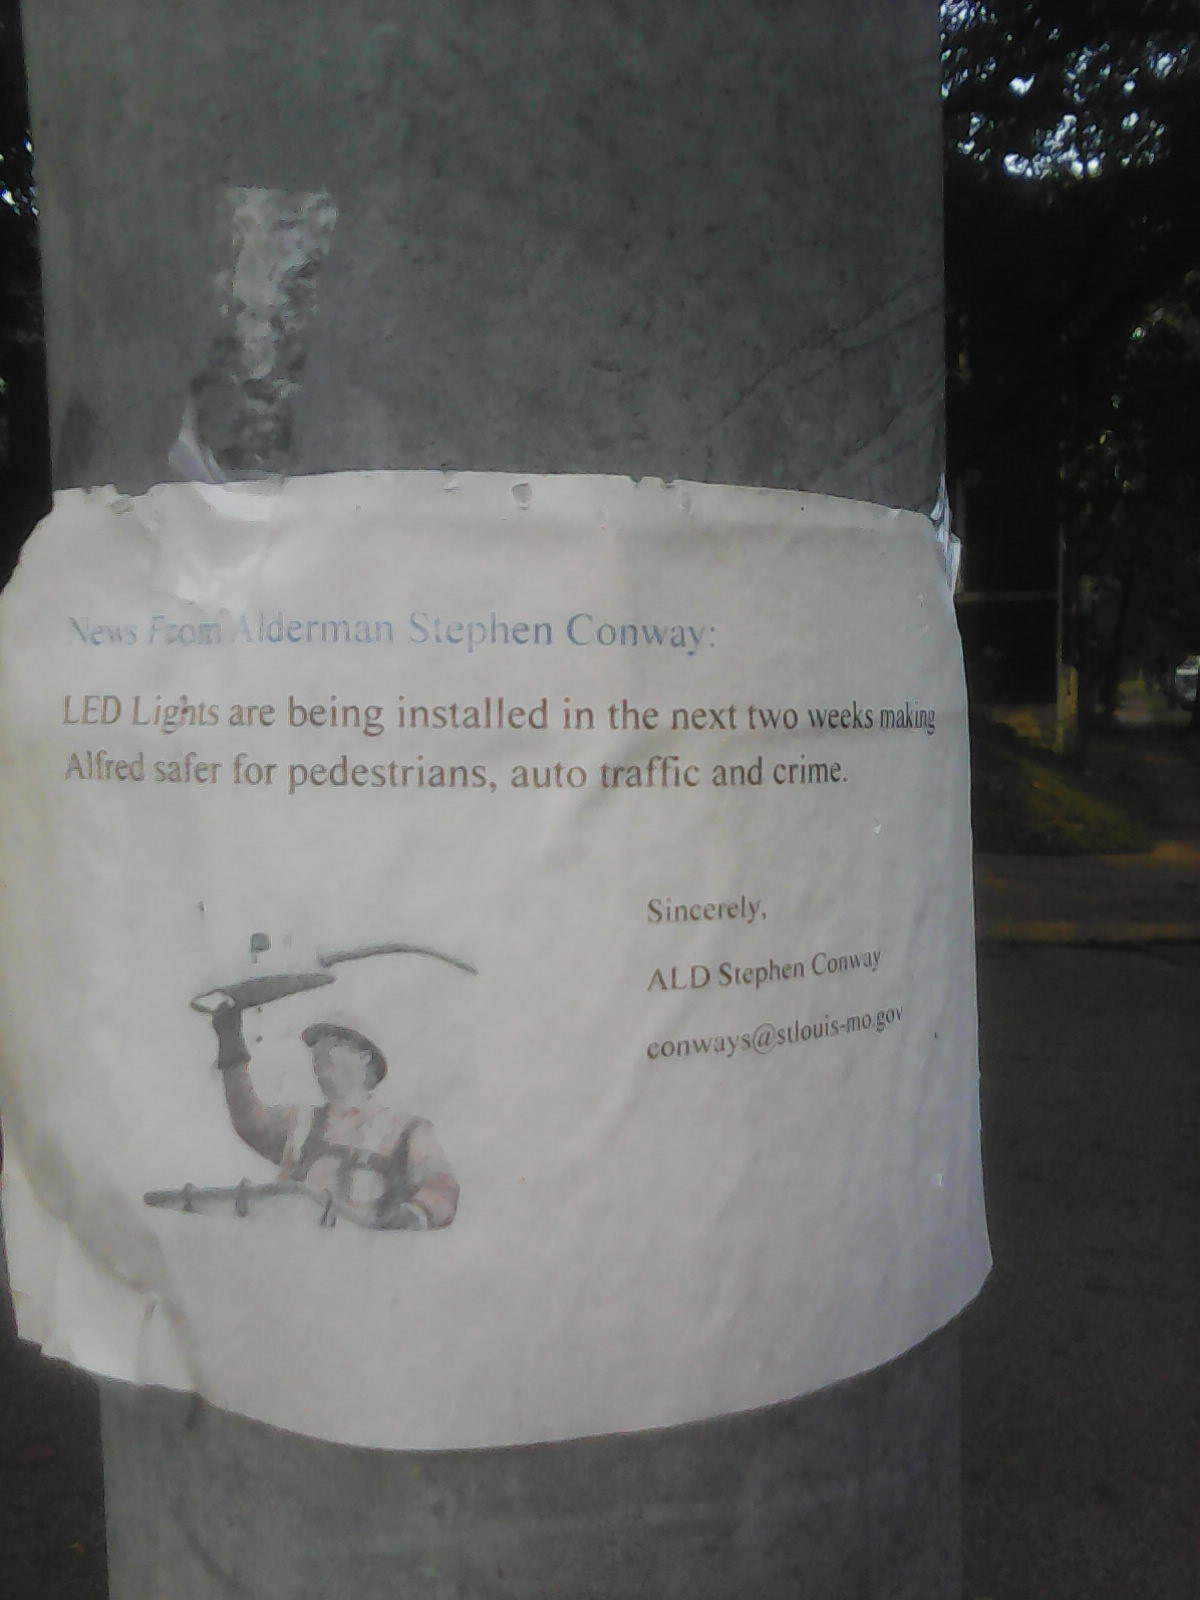 News From Alderman Stephen Conway:
LED Lights are being installed in the next two weeks making
Alfred safer for pedestrians, auto traffic and crime.
Sincerely,
ALD Stephen Conway
conways@stlouis-mo.gov